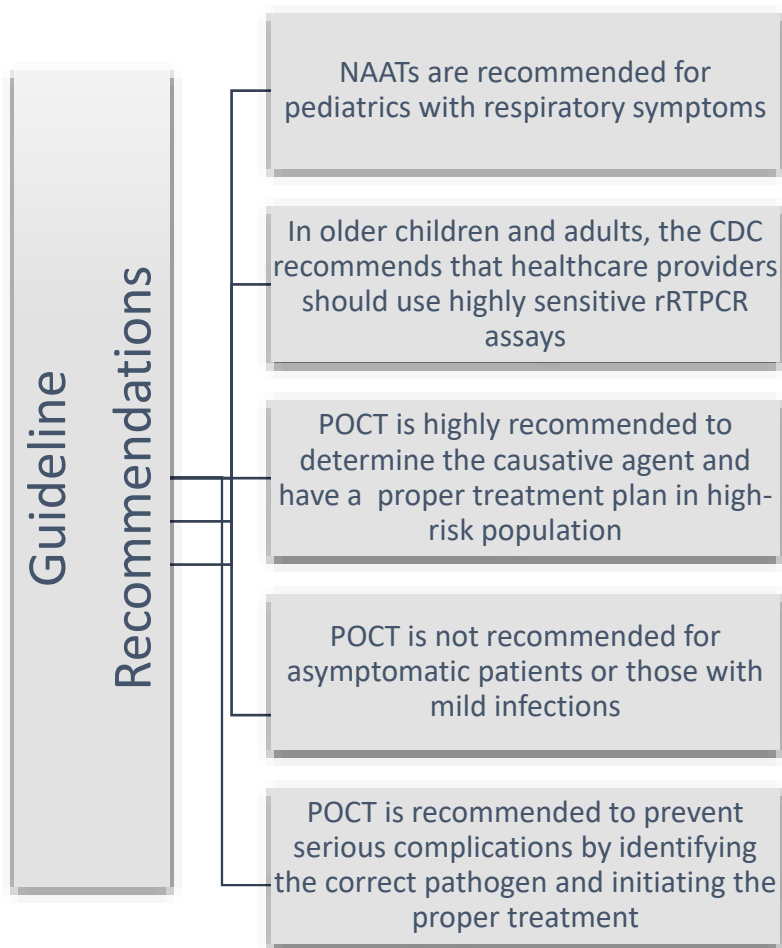 Guideline
Recommendations
NAATs are recommended for
pediatrics with respiratory symptoms
In older children and adults, the CDC
recommends that healthcare providers
should use highly sensitive rRTPCR
assays
POCT is highly recommended to
determine the causative agent and
have a proper treatment plan in high-
risk population
POCT is not recommended for
asymptomatic patients or those with
mild infections
POCT is recommended to prevent
serious complications by identifying
the correct pathogen and initiating the
proper treatment